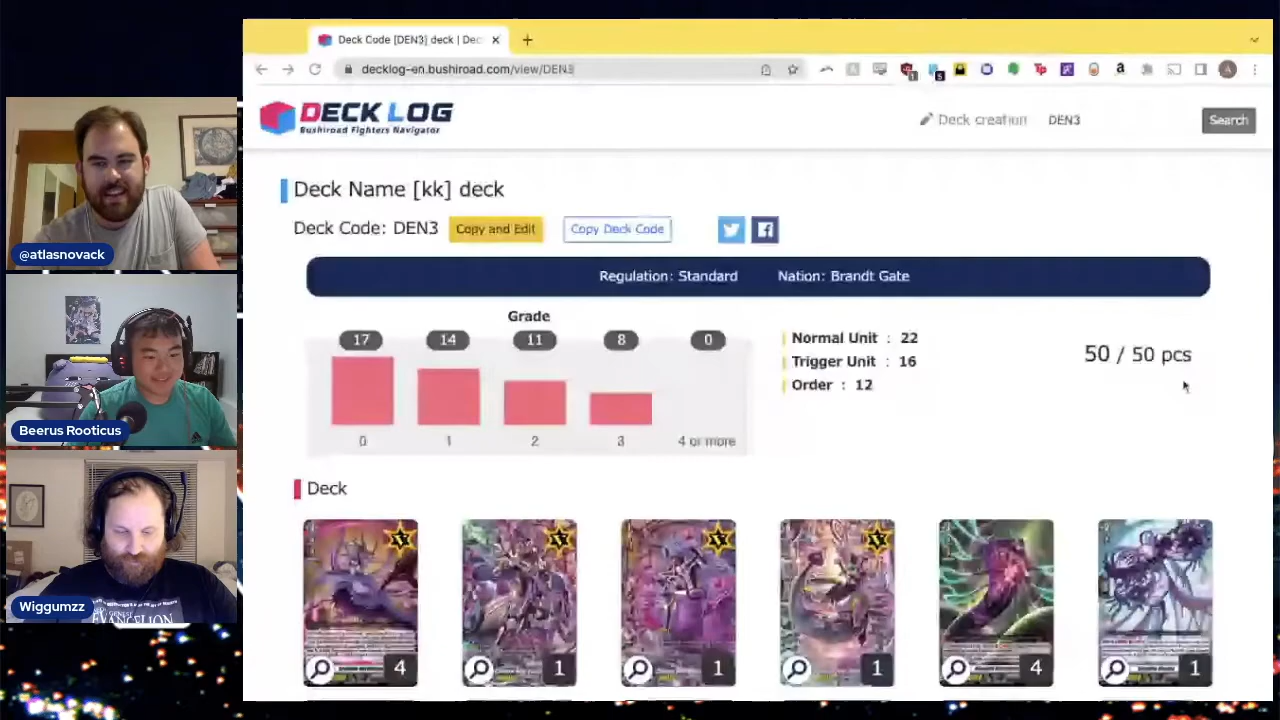 Deck Code [DEN3] deck | Dec
decklog-en.bushiroad.com/view/DEN3
DECK LOG
Bushiroad Fighters Navigator
Deck creation
DEN3
Search
Deck Name [kk] deck
Deck Code: DEN3
Copy and Edit
Copy Deck Code
Regulation: Standard
Nation: Brandt Gate
Grade
17
14
11
8
0
0
1
2
3
4 or more
Normal Unit : 22
Trigger Unit : 16
Order : 12
50 / 50 pcs
Deck
4
1
1
1
4
1
@atlasnovack
Beerus Rooticus
Wiggumzz
EVANGELION